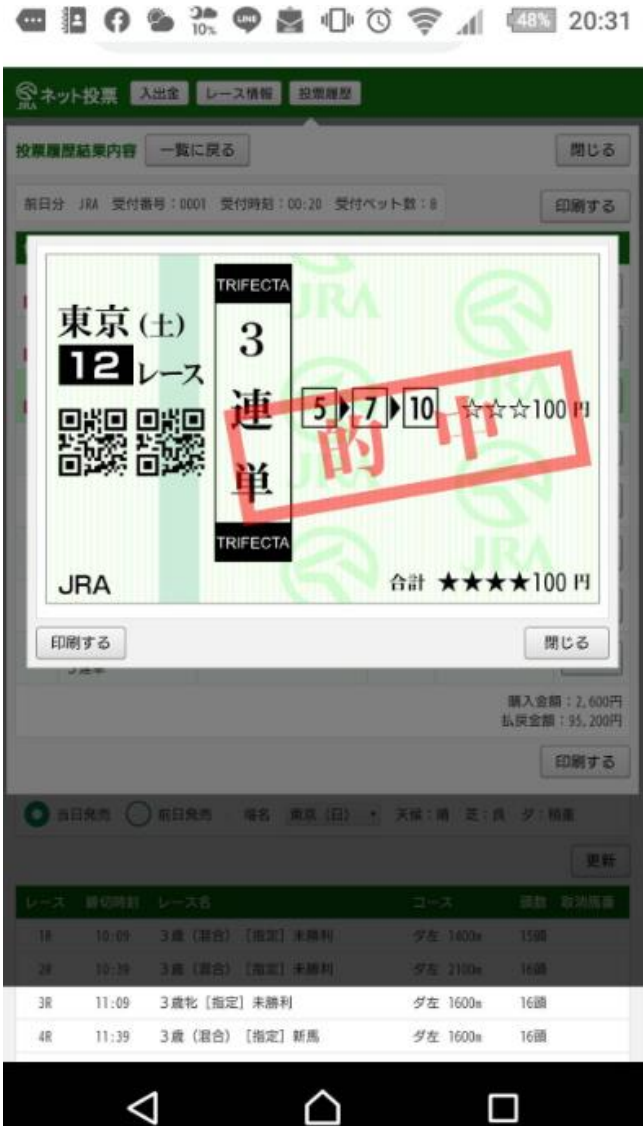 10%
LINE
48% 20:31
JRA ネット投票 入出金 レース情報 投票履歴
投票履歴結果内容 一覧に戻る 閉じる
前日分 JRA 受付番号:0001 受付時刻:00:20 受付ベット数:8 印刷する
JRA
東京(土)
12レース
TRIFECTA
3連単
TRIFECTA
5 7 10 ☆☆☆100円
的中
JRA
合計 ★★★★100円
JRA
印刷する 閉じる
3連単
購入金額:2,600円
払戻金額:95,200円
印刷する
当日発売 前日発売 場名 東京(日) 天候:晴 芝:良 ダ:稍重
更新
レース 締切時刻 レース名 コース 頭数 取消馬番
1R 10:09 3歳(混合)[指定]未勝利 ダ左 1400m 15頭
2R 10:39 3歳(混合)[指定]未勝利 ダ左 2100m 16頭
3R 11:09 3歳牝[指定]未勝利 ダ左 1600m 16頭
4R 11:39 3歳(混合)[指定]新馬 ダ左 1600m 16頭